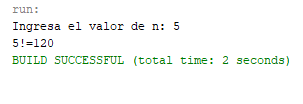 run:
Ingresa el valor de n: 5
5!=120
BUILD SUCCESSFUL (total time: 2 seconds)